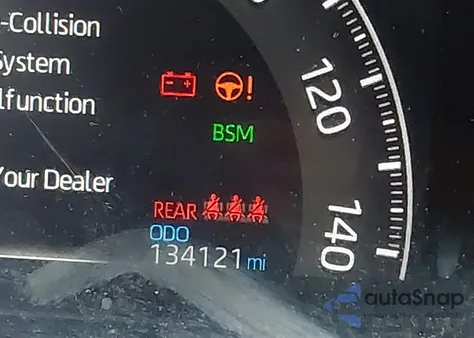 -Collision
System
lfunction
BSM
Your Dealer
REAR
ODO
134121 mi
120
140
autoSnap